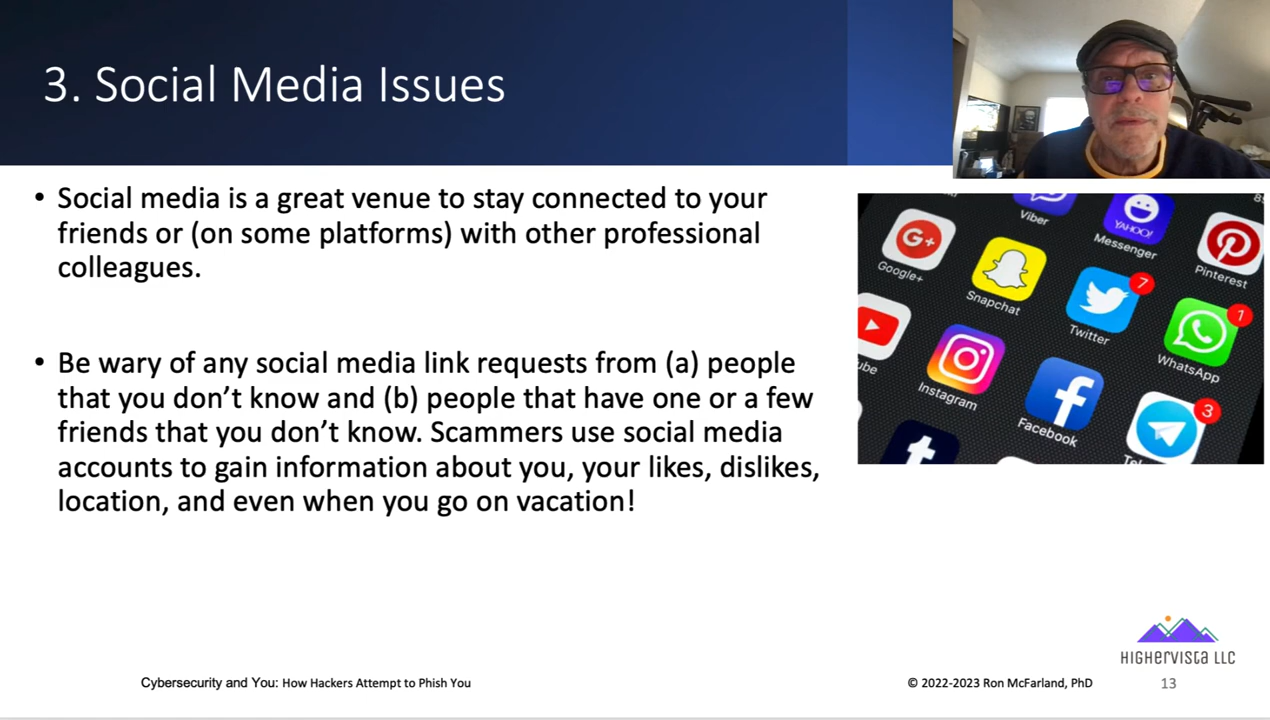 3. Social Media Issues
• Social media is a great venue to stay connected to your
friends or (on some platforms) with other professional
colleagues.
• Be wary of any social media link requests from (a) people
that you don’t know and (b) people that have one or a few
friends that you don’t know. Scammers use social media
accounts to gain information about you, your likes, dislikes,
location, and even when you go on vacation!
Viber
YAHOO!
Messenger
Pinterest
G+
Google+
Snapchat
7
Twitter
1
WhatsApp
ube
Instagram
Facebook
3
Tel
HIGHERVISTA LLC
Cybersecurity and You: How Hackers Attempt to Phish You
© 2022-2023 Ron McFarland, PhD
13